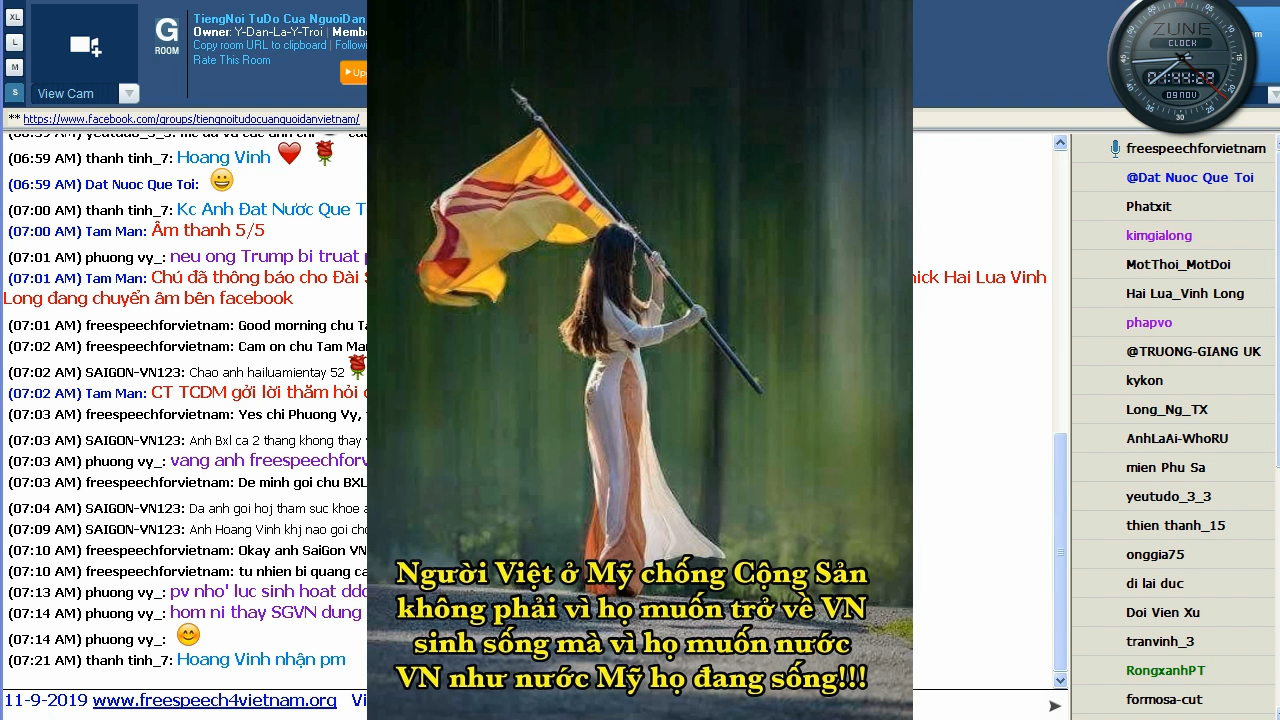 XL
L
M
S
View Cam
G
ROOM
TiengNoi TuDo Cua NguoiDan
Owner: Y-Dan-La-Y-Troi | Membe
Copy room URL to clipboard | Follow
Rate This Room
Up
ZUNE
CLOCK
09 NOV
** https://www.facebook.com/groups/tiengnoitudocuanguoidanvietnam/
(06:59 AM) thanh tinh_7: Hoang Vinh
(06:59 AM) Dat Nuoc Que Toi:
(07:00 AM) thanh tinh_7: Kc Anh Đat Nước Que T
(07:00 AM) Tam Man: Âm thanh 5/5
(07:01 AM) phuong vy_: neu ong Trump bi truat
(07:01 AM) Tam Man: Chú đã thông báo cho Đài nick Hai Lua Vinh
Long đang chuyển âm bên facebook
(07:01 AM) freespeechforvietnam: Good morning chu Ta
(07:02 AM) freespeechforvietnam: Cam on chu Tam Man
(07:02 AM) SAIGON-VN123: Chao anh hailuamientay 52
(07:02 AM) Tam Man: CT TCDM gởi lời thăm hỏi
(07:03 AM) freespeechforvietnam: Yes chi Phuong Vy,
(07:03 AM) SAIGON-VN123: Anh Bxl ca 2 thang khong thay
(07:03 AM) phuong vy_: vang anh freespeechforv
(07:03 AM) freespeechforvietnam: De minh goi chu BXL
(07:04 AM) SAIGON-VN123: Da anh goi hoj tham suc khoe
(07:09 AM) SAIGON-VN123: Anh Hoang Vinh khj nao goi cho
(07:10 AM) freespeechforvietnam: Okay anh SaiGon VN
(07:10 AM) freespeechforvietnam: tu nhien bi quang ca
(07:13 AM) phuong vy_: pv nho' luc sinh hoat ddc
(07:14 AM) phuong vy_: hom ni thay SGVN dung
(07:14 AM) phuong vy_:
(07:21 AM) thanh tinh_7: Hoang Vinh nhận pm
11-9-2019 www.freespeech4vietnam.org Vi
Người Việt ở Mỹ chống Cộng Sản
không phải vì họ muốn trở về VN
sinh sống mà vì họ muốn nước
VN như nước Mỹ họ đang sống!!!
freespeechforvietnam
@Dat Nuoc Que Toi
Phatxit
kimgialong
MotThoi_MotDoi
Hai Lua_Vinh Long
phapvo
@TRUONG-GIANG UK
kykon
Long_Ng_TX
AnhLaAi-WhoRU
mien Phu Sa
yeutudo_3_3
thien thanh_15
onggia75
di lai duc
Doi Vien Xu
tranvinh_3
RongxanhPT
formosa-cut